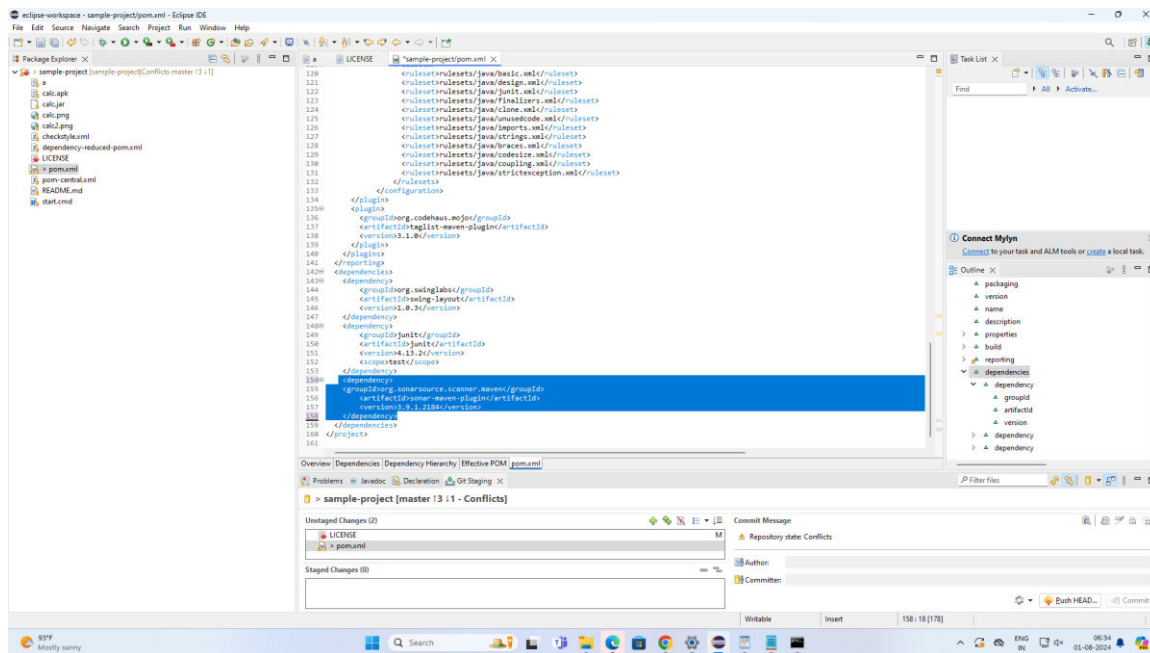 eclipse-workspace - sample-project/pom.xml - Eclipse IDE
File Edit Source Navigate Search Project Run Window Help
Package Explorer
> sample-project [sample-project|Conflicts master ↑3 ↓1]
a
calc.apk
calc.jar
calc.png
calc2.png
checkstyle.xml
dependency-reduced-pom.xml
LICENSE
> pom.xml
pom-central.xml
README.md
start.cmd
a LICENSE *sample-project/pom.xml
120 <ruleset>rulesets/java/basic.xml</ruleset>
121 <ruleset>rulesets/java/design.xml</ruleset>
122 <ruleset>rulesets/java/junit.xml</ruleset>
123 <ruleset>rulesets/java/finalizers.xml</ruleset>
124 <ruleset>rulesets/java/clone.xml</ruleset>
125 <ruleset>rulesets/java/unusedcode.xml</ruleset>
126 <ruleset>rulesets/java/imports.xml</ruleset>
127 <ruleset>rulesets/java/strings.xml</ruleset>
128 <ruleset>rulesets/java/braces.xml</ruleset>
129 <ruleset>rulesets/java/codesize.xml</ruleset>
130 <ruleset>rulesets/java/coupling.xml</ruleset>
131 <ruleset>rulesets/java/strictexception.xml</ruleset>
132 </rulesets>
133 </configuration>
134 </plugin>
135 <plugin>
136 <groupId>org.codehaus.mojo</groupId>
137 <artifactId>taglist-maven-plugin</artifactId>
138 <version>3.1.0</version>
139 </plugin>
140 </plugins>
141 </reporting>
142 <dependencies>
143 <dependency>
144 <groupId>org.swinglabs</groupId>
145 <artifactId>swing-layout</artifactId>
146 <version>1.0.3</version>
147 </dependency>
148 <dependency>
149 <groupId>junit</groupId>
150 <artifactId>junit</artifactId>
151 <version>4.13.2</version>
152 <scope>test</scope>
153 </dependency>
154 <dependency>
155 <groupId>org.sonarsource.scanner.maven</groupId>
156 <artifactId>sonar-maven-plugin</artifactId>
157 <version>3.9.1.2184</version>
158 </dependency>
159 </dependencies>
160 </project>
161
Overview Dependencies Dependency Hierarchy Effective POM pom.xml
Task List
Find All Activate...
Connect Mylyn
Connect to your task and ALM tools or create a local task.
Outline
packaging
version
name
description
properties
build
reporting
dependencies
dependency
groupId
artifactId
version
dependency
dependency
Problems Javadoc Declaration Git Staging
Filter files
> sample-project [master ↑3 ↓1 - Conflicts]
Unstaged Changes (2)
LICENSE M
> pom.xml
Staged Changes (0)
Commit Message
Repository state: Conflicts
Author:
Committer:
Push HEAD... Commit
Writable Insert 158 : 18 [178]
93°F
Mostly sunny
Search
ENG
IN
06:34
01-08-2024